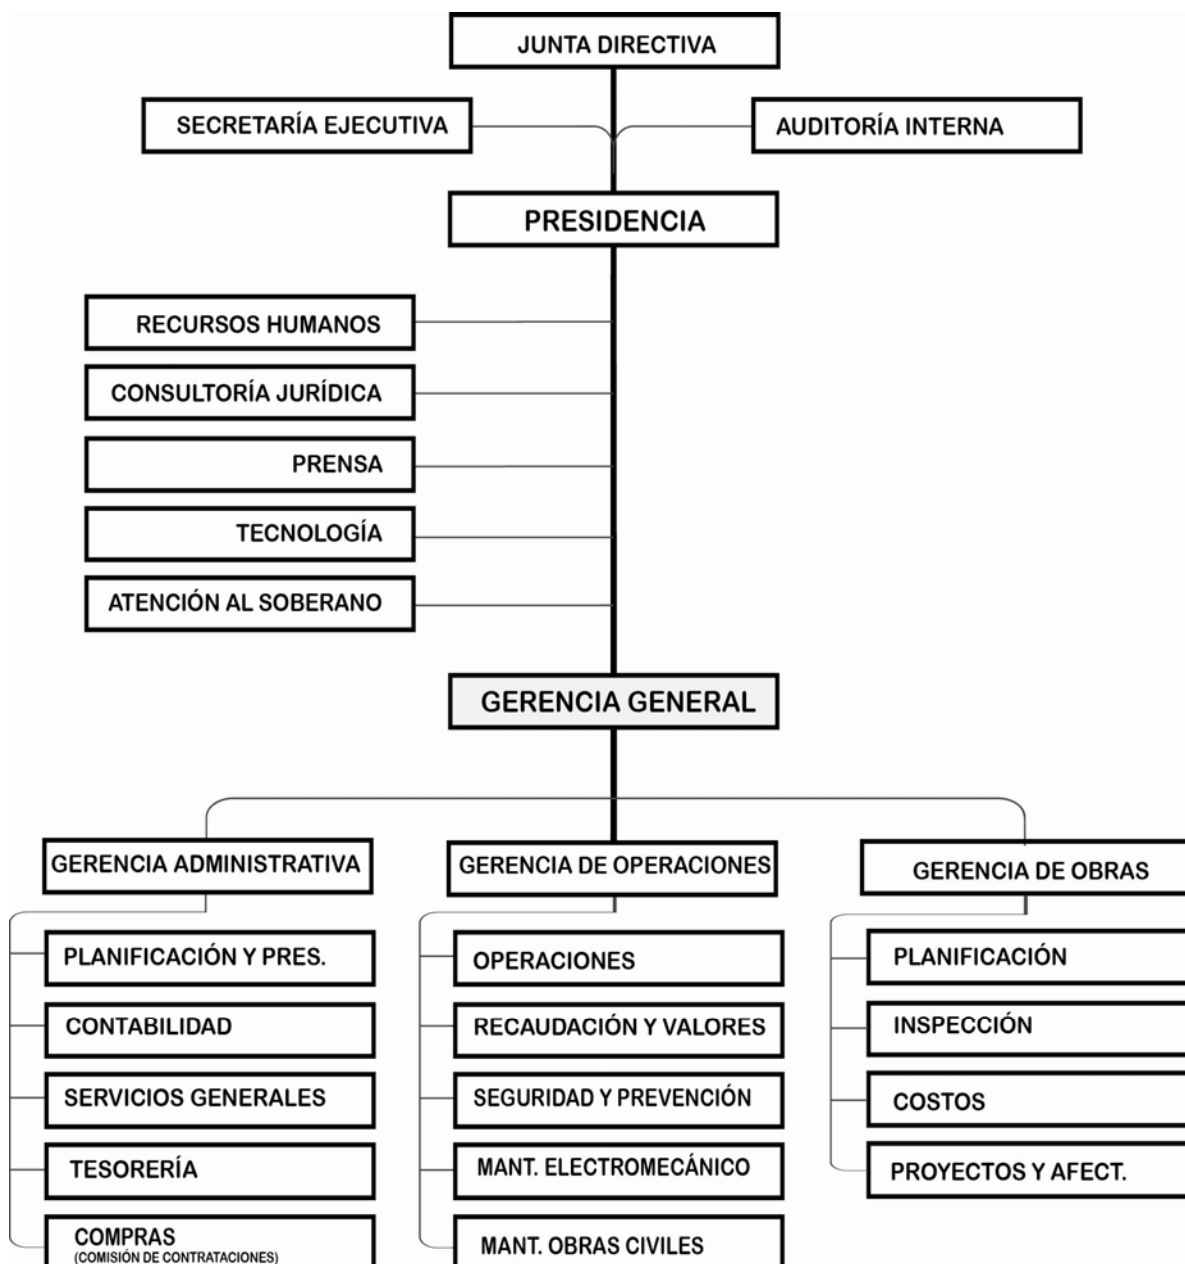 JUNTA DIRECTIVA
SECRETARÍA EJECUTIVA
AUDITORÍA INTERNA
PRESIDENCIA
RECURSOS HUMANOS
CONSULTORÍA JURÍDICA
PRENSA
TECNOLOGÍA
ATENCIÓN AL SOBERANO
GERENCIA GENERAL
GERENCIA ADMINISTRATIVA
PLANIFICACIÓN Y PRES.
CONTABILIDAD
SERVICIOS GENERALES
TESORERÍA
COMPRAS
(COMISIÓN DE CONTRATACIONES)
GERENCIA DE OPERACIONES
OPERACIONES
RECAUDACIÓN Y VALORES
SEGURIDAD Y PREVENCIÓN
MANT. ELECTROMECÁNICO
MANT. OBRAS CIVILES
GERENCIA DE OBRAS
PLANIFICACIÓN
INSPECCIÓN
COSTOS
PROYECTOS Y AFECT.